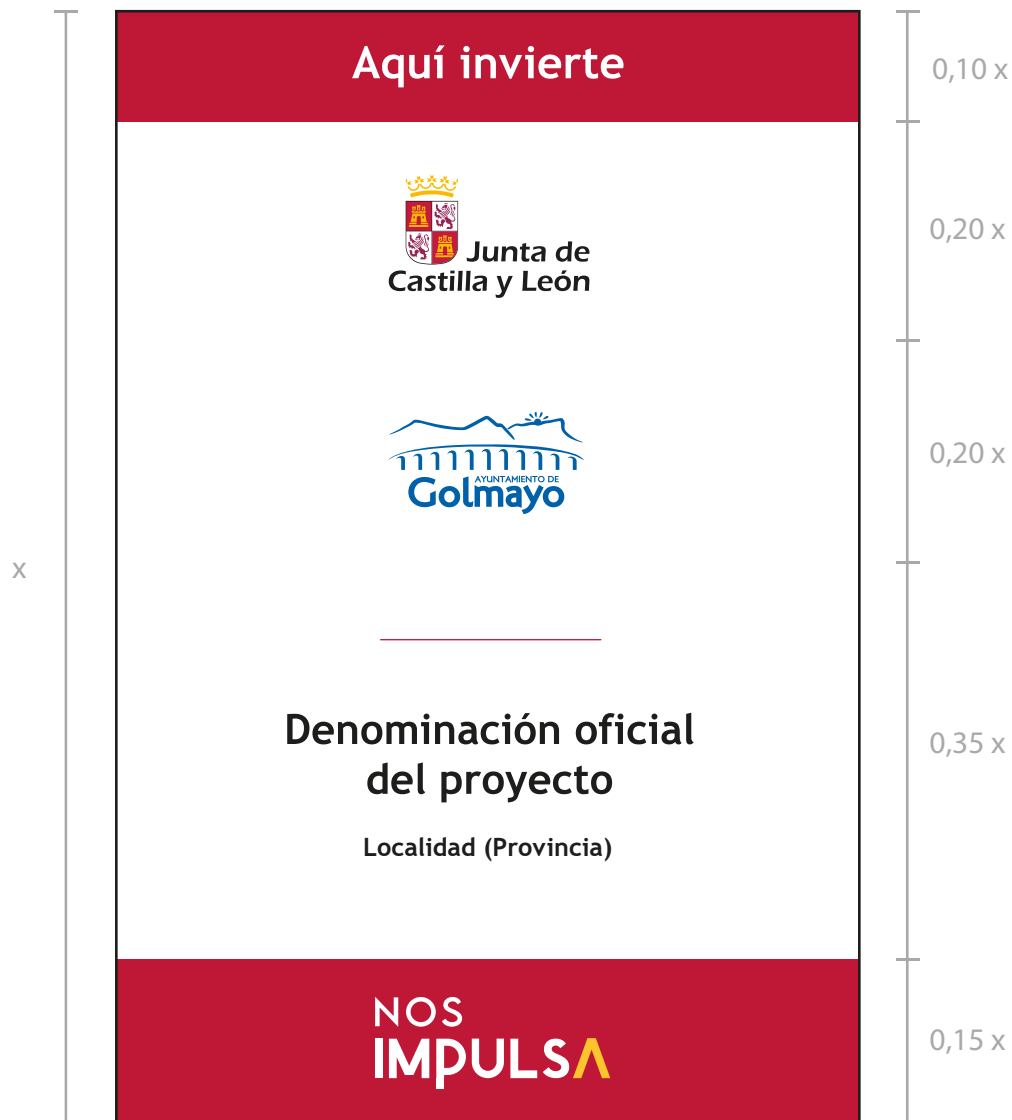 Aquí invierte
0,10 x
Junta de
Castilla y León
0,20 x
AYUNTAMIENTO DE
Golmayo
0,20 x
x
Denominación oficial
del proyecto
0,35 x
Localidad (Provincia)
NOS
IMPULSA
0,15 x